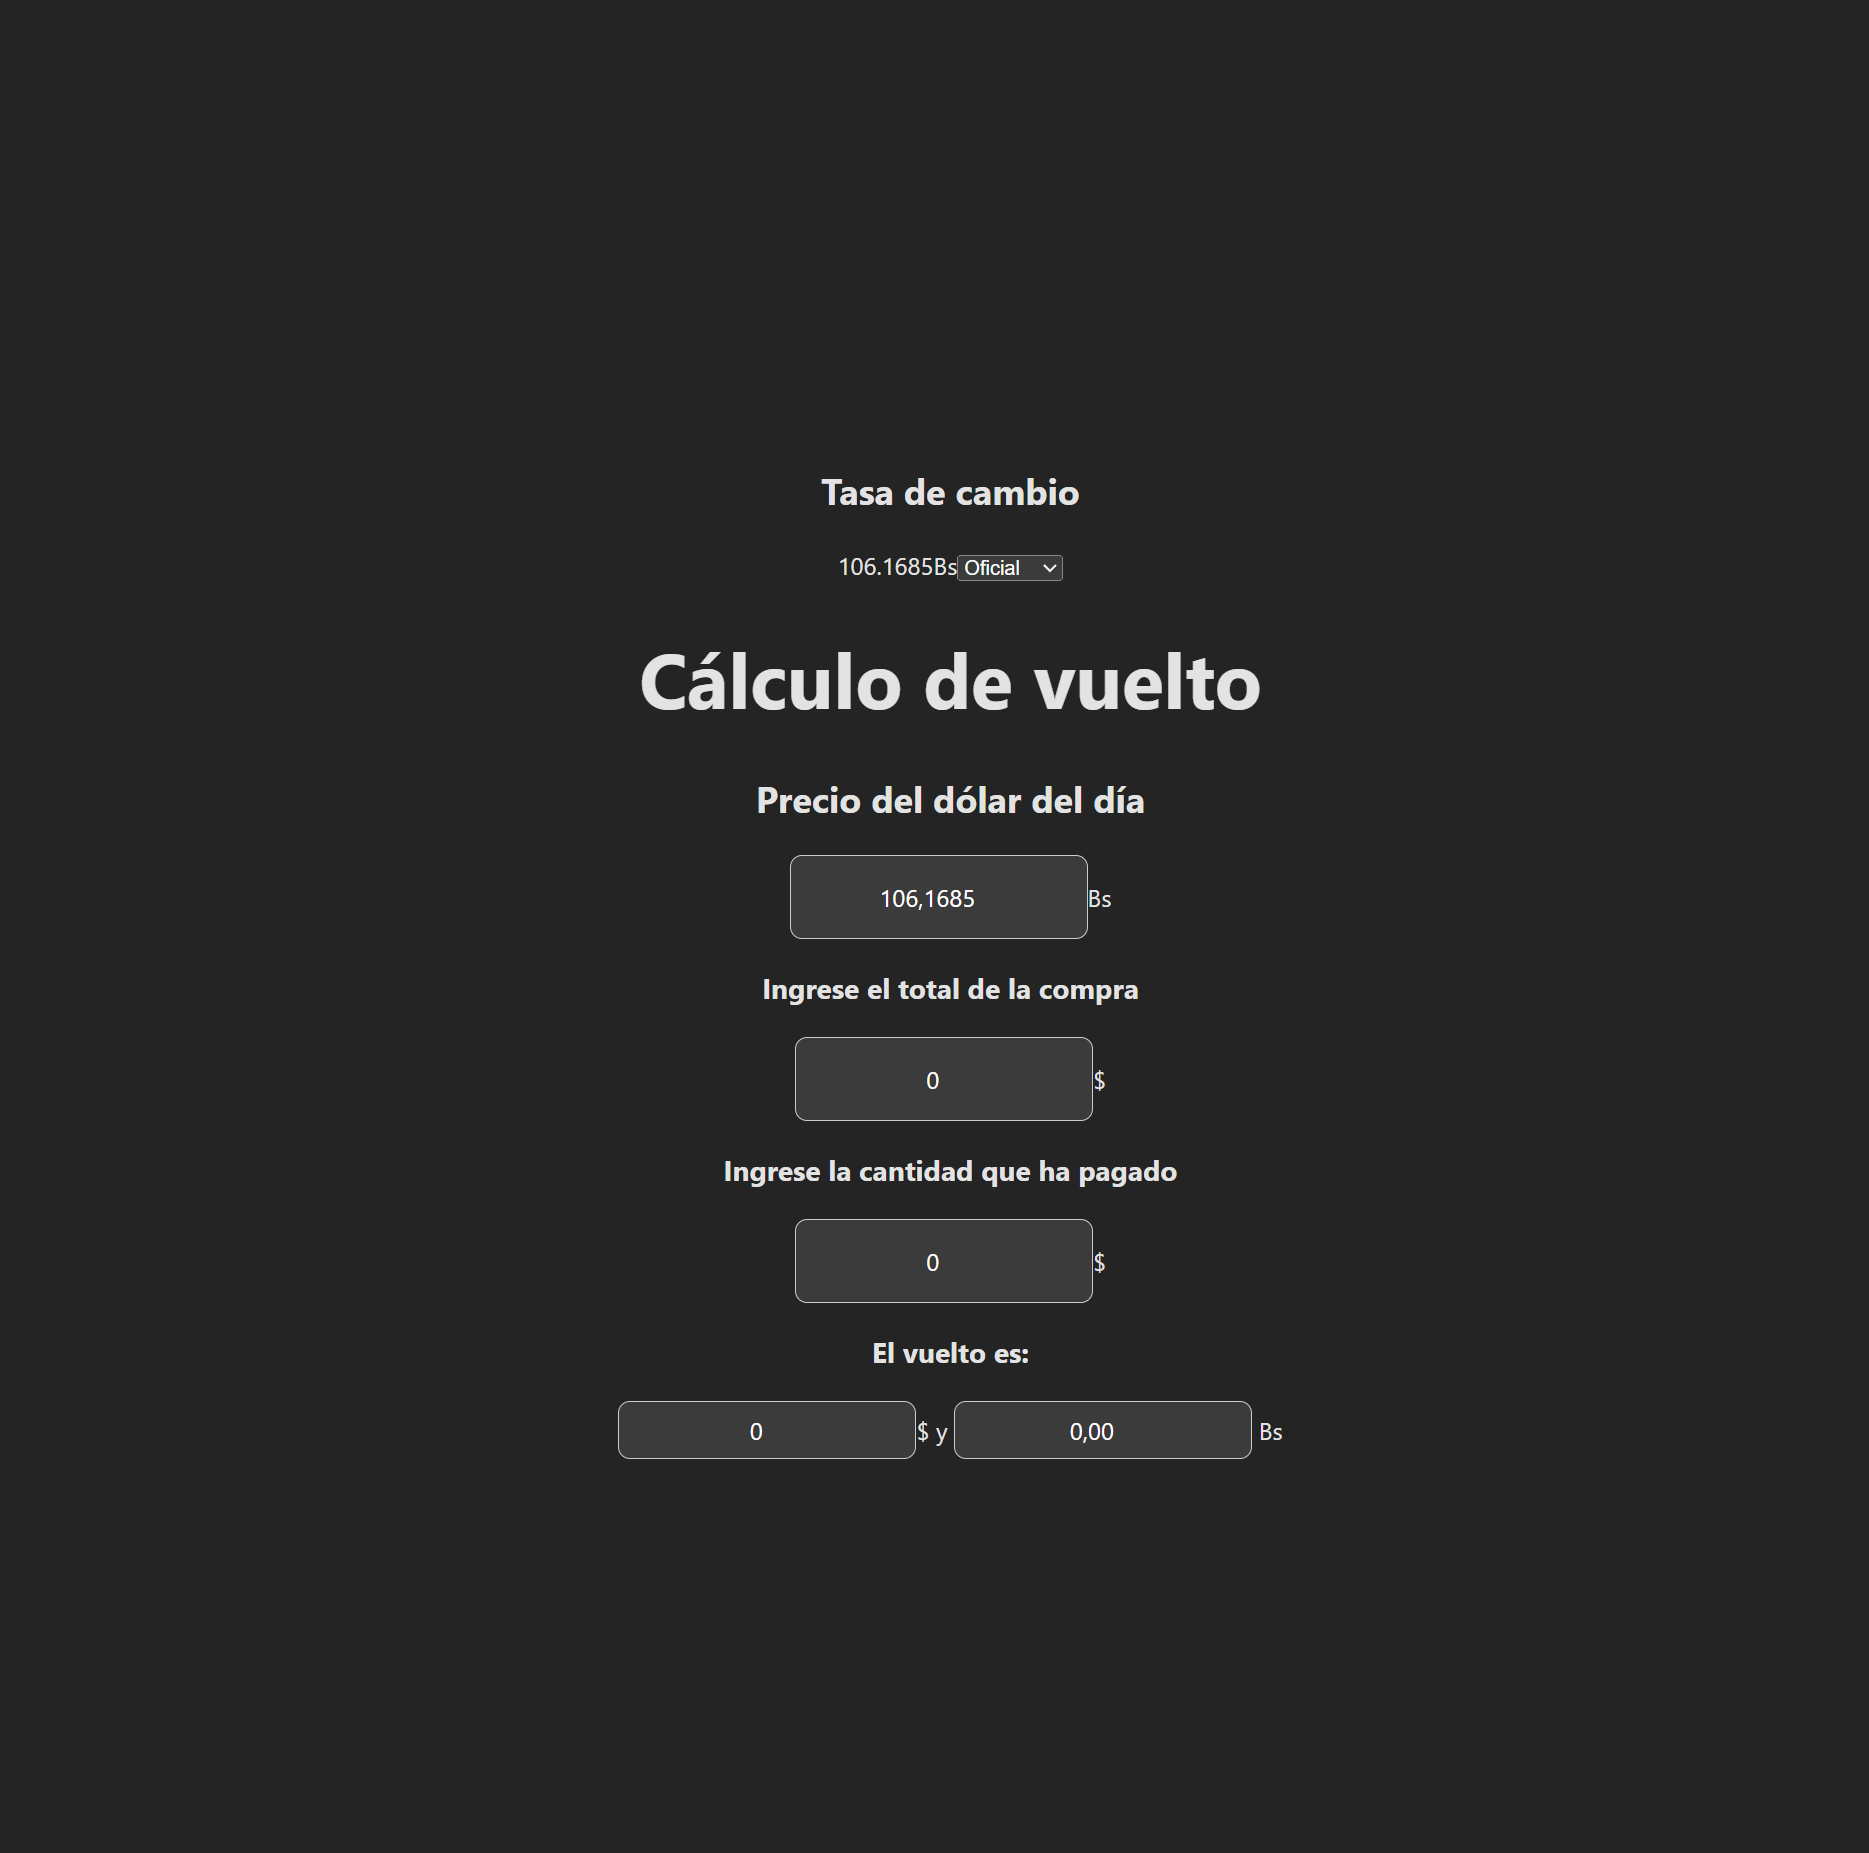 Tasa de cambio
106.1685Bs Oficial
Cálculo de vuelto
Precio del dólar del día
106,1685 Bs
Ingrese el total de la compra
0 $
Ingrese la cantidad que ha pagado
0 $
El vuelto es:
0 $ y 0,00 Bs